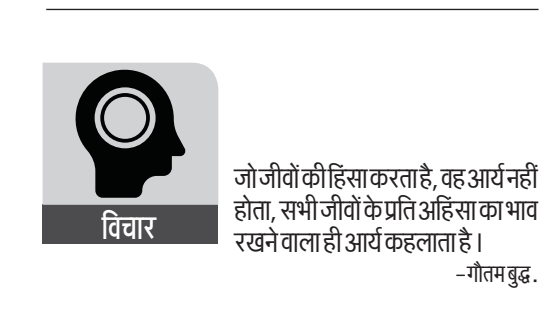 विचार
जो जीवों की हिंसा करता है, वह आर्य नहीं
होता, सभी जीवों के प्रति अहिंसा का भाव
रखने वाला ही आर्य कहलाता है।
-गौतम बुद्ध.